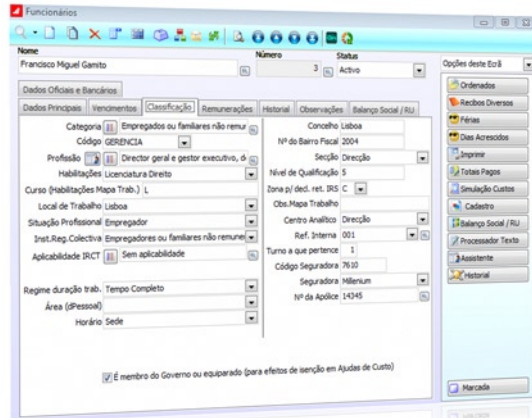 Funcionários
Nome
Número
Status
Francisco Miguel Gamito
3
Activo
Opções deste Ecrã
Dados Oficiais e Bancários
Dados Principais
Vencimentos
Classificação
Remunerações
Historial
Observações
Balanço Social / RU
Categoria Empregados ou familiares não remur
Código GERENCIA
Profissão Director geral e gestor executivo, d
Habilitações Licenciatura Direito
Curso (Habilitações Mapa Trab.) L
Local de Trabalho Lisboa
Situação Profissional Empregador
Inst.Reg.Colectiva Empregadores ou familiares não remune
Aplicabilidade IRCT Sem aplicabilidade
Regime duração trab. Tempo Completo
Área (dPessoal)
Horário Sede
Concelho Lisboa
Nº do Bairro Fiscal 2004
Secção Direcção
Nível de Qualificação 5
Zona p/ decl. ret. IRS C
Obs.Mapa Trabalho
Centro Analítico Direcção
Ref. Interna 001
Turno a que pertence 1
Código Seguradora 7610
Seguradora Milenium
Nº da Apólice 14345
É membro do Governo ou equiparado (para efeitos de isenção em Ajudas de Custo)
Ordenados
Recibos Diversos
Férias
Dias Acrescidos
Imprimir
Totais Pagos
Simulação Custos
Cadastro
Balanço Social / RU
Processador Texto
Assistente
Historial
Marcada